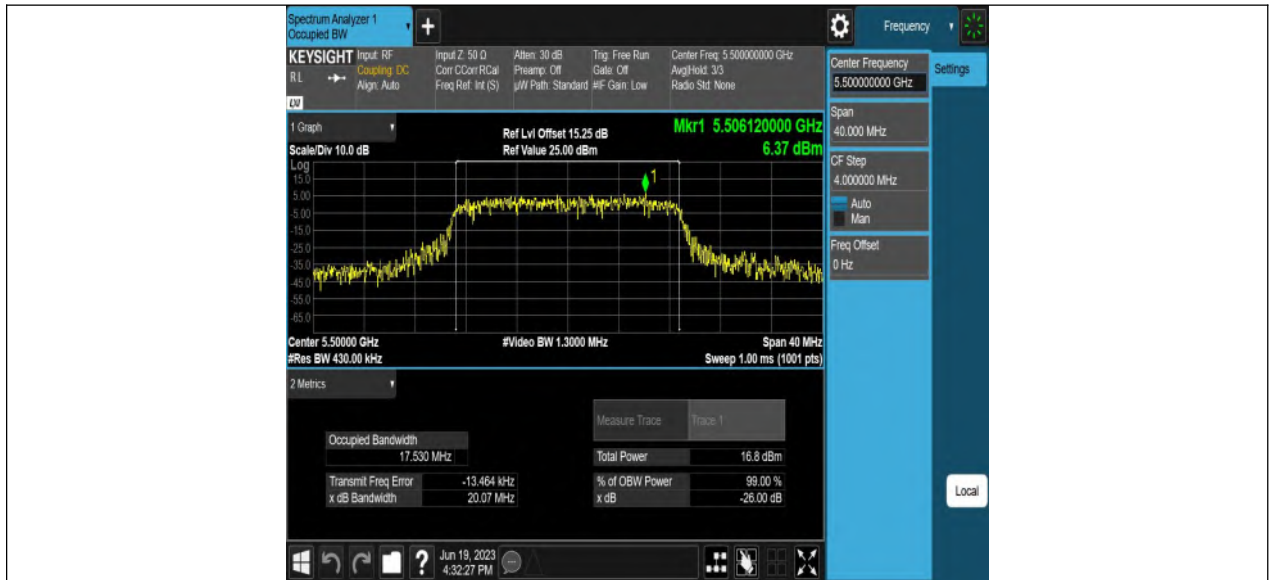 Spectrum Analyzer 1
Occupied BW
+
Frequency
KEYSIGHT
RL
LXI
Input: RF
Coupling: DC
Align: Auto
Input Z: 50 Ω
Corr CCorr RCal
Freq Ref: Int (S)
Atten: 30 dB
Preamp: Off
µW Path: Standard
Trig: Free Run
Gate: Off
#IF Gain: Low
Center Freq: 5.500000000 GHz
Avg|Hold: 3/3
Radio Std: None
Center Frequency
5.500000000 GHz
Settings
Span
40.000 MHz
CF Step
4.000000 MHz
Auto
Man
Freq Offset
0 Hz
Local
1 Graph
Scale/Div 10.0 dB
Ref Lvl Offset 15.25 dB
Ref Value 25.00 dBm
Mkr1 5.506120000 GHz
6.37 dBm
Log
15.0
5.00
-5.00
-15.0
-25.0
-35.0
-45.0
-55.0
-65.0
1
Center 5.50000 GHz
#Video BW 1.3000 MHz
Span 40 MHz
#Res BW 430.00 kHz
Sweep 1.00 ms (1001 pts)
2 Metrics
Measure Trace Trace 1
Occupied Bandwidth
17.530 MHz
Total Power 16.8 dBm
Transmit Freq Error -13.464 kHz
% of OBW Power 99.00 %
x dB Bandwidth 20.07 MHz
x dB -26.00 dB
?
Jun 19, 2023
4:32:27 PM